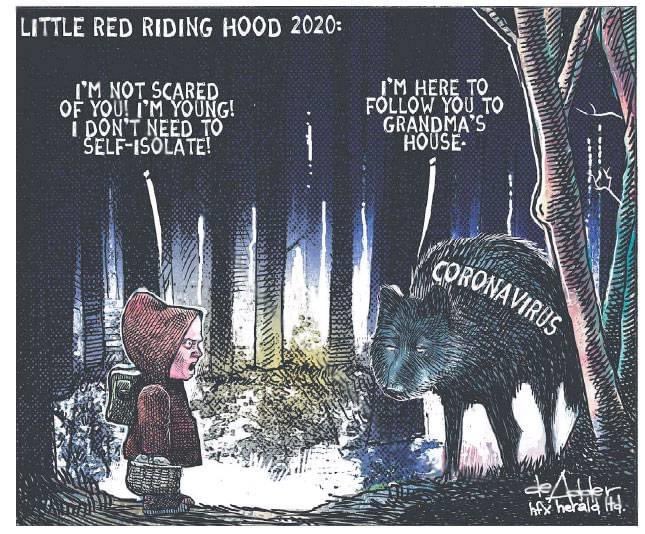 LITTLE RED RIDING HOOD 2020:
I'M NOT SCARED
OF YOU! I'M YOUNG!
I DON'T NEED TO
SELF-ISOLATE!
I'M HERE TO
FOLLOW YOU TO
GRANDMA'S
HOUSE.
CORONAVIRUS
deAdder
hfx herald ltd.